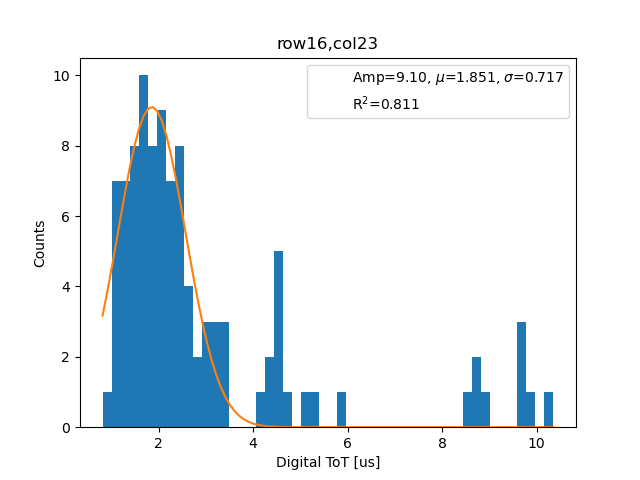 row16,col23
Amp=9.10, μ=1.851, σ=0.717
R²=0.811
10
8
6
4
2
0
Counts
2 4 6 8 10
Digital ToT [us]